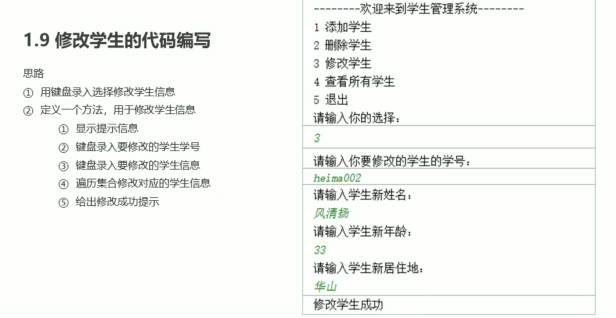 1.9 修改学生的代码编写
思路
① 用键盘录入选择修改学生信息
② 定义一个方法，用于修改学生信息
① 显示提示信息
② 键盘录入要修改的学生学号
③ 键盘录入要修改的学生信息
④ 遍历集合修改对应的学生信息
⑤ 给出修改成功提示
--------欢迎来到学生管理系统--------
1 添加学生
2 删除学生
3 修改学生
4 查看所有学生
5 退出
请输入你的选择：
3
请输入你要修改的学生的学号：
heima002
请输入学生新姓名：
风清扬
请输入学生新年龄：
33
请输入学生新居住地：
华山
修改学生成功